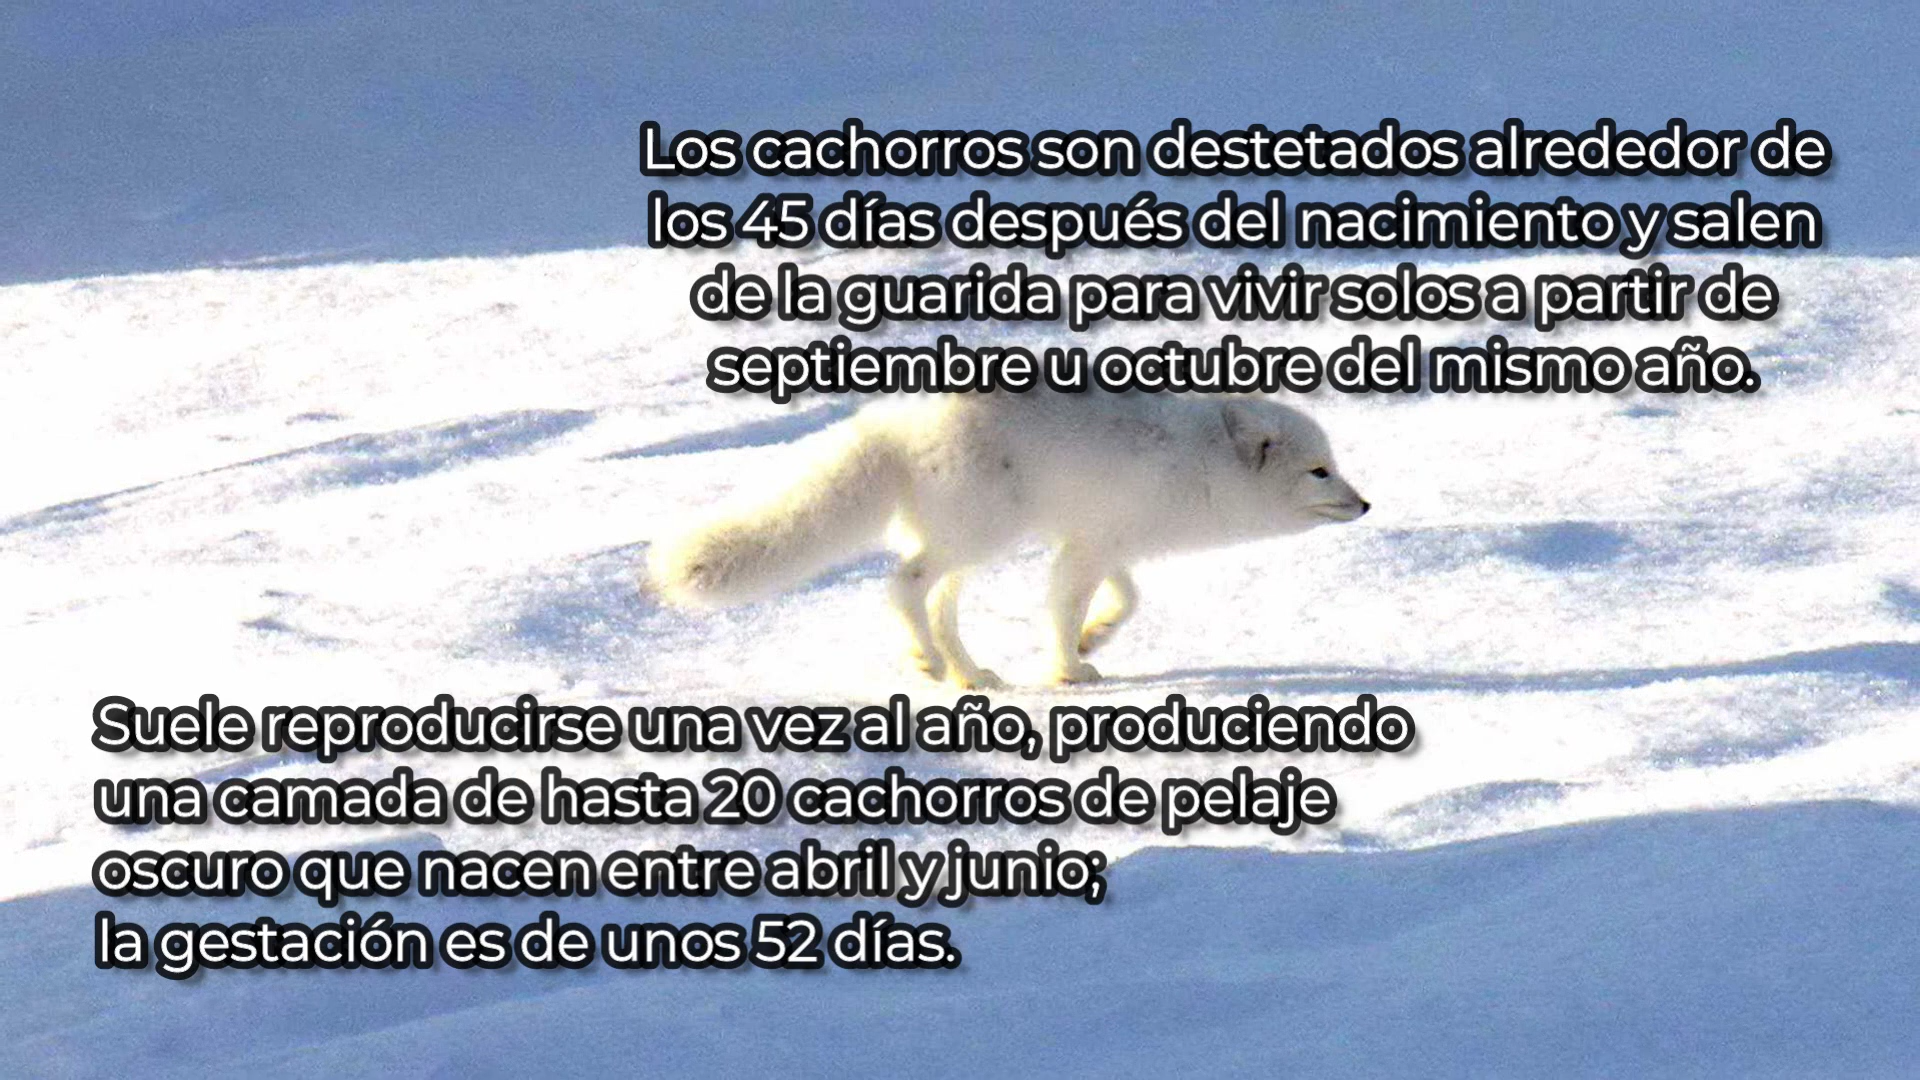 Los cachorros son destetados alrededor de
los 45 días después del nacimiento y salen
de la guarida para vivir solos a partir de
septiembre u octubre del mismo año.
Suele reproducirse una vez al año, produciendo
una camada de hasta 20 cachorros de pelaje
oscuro que nacen entre abril y junio;
la gestación es de unos 52 días.